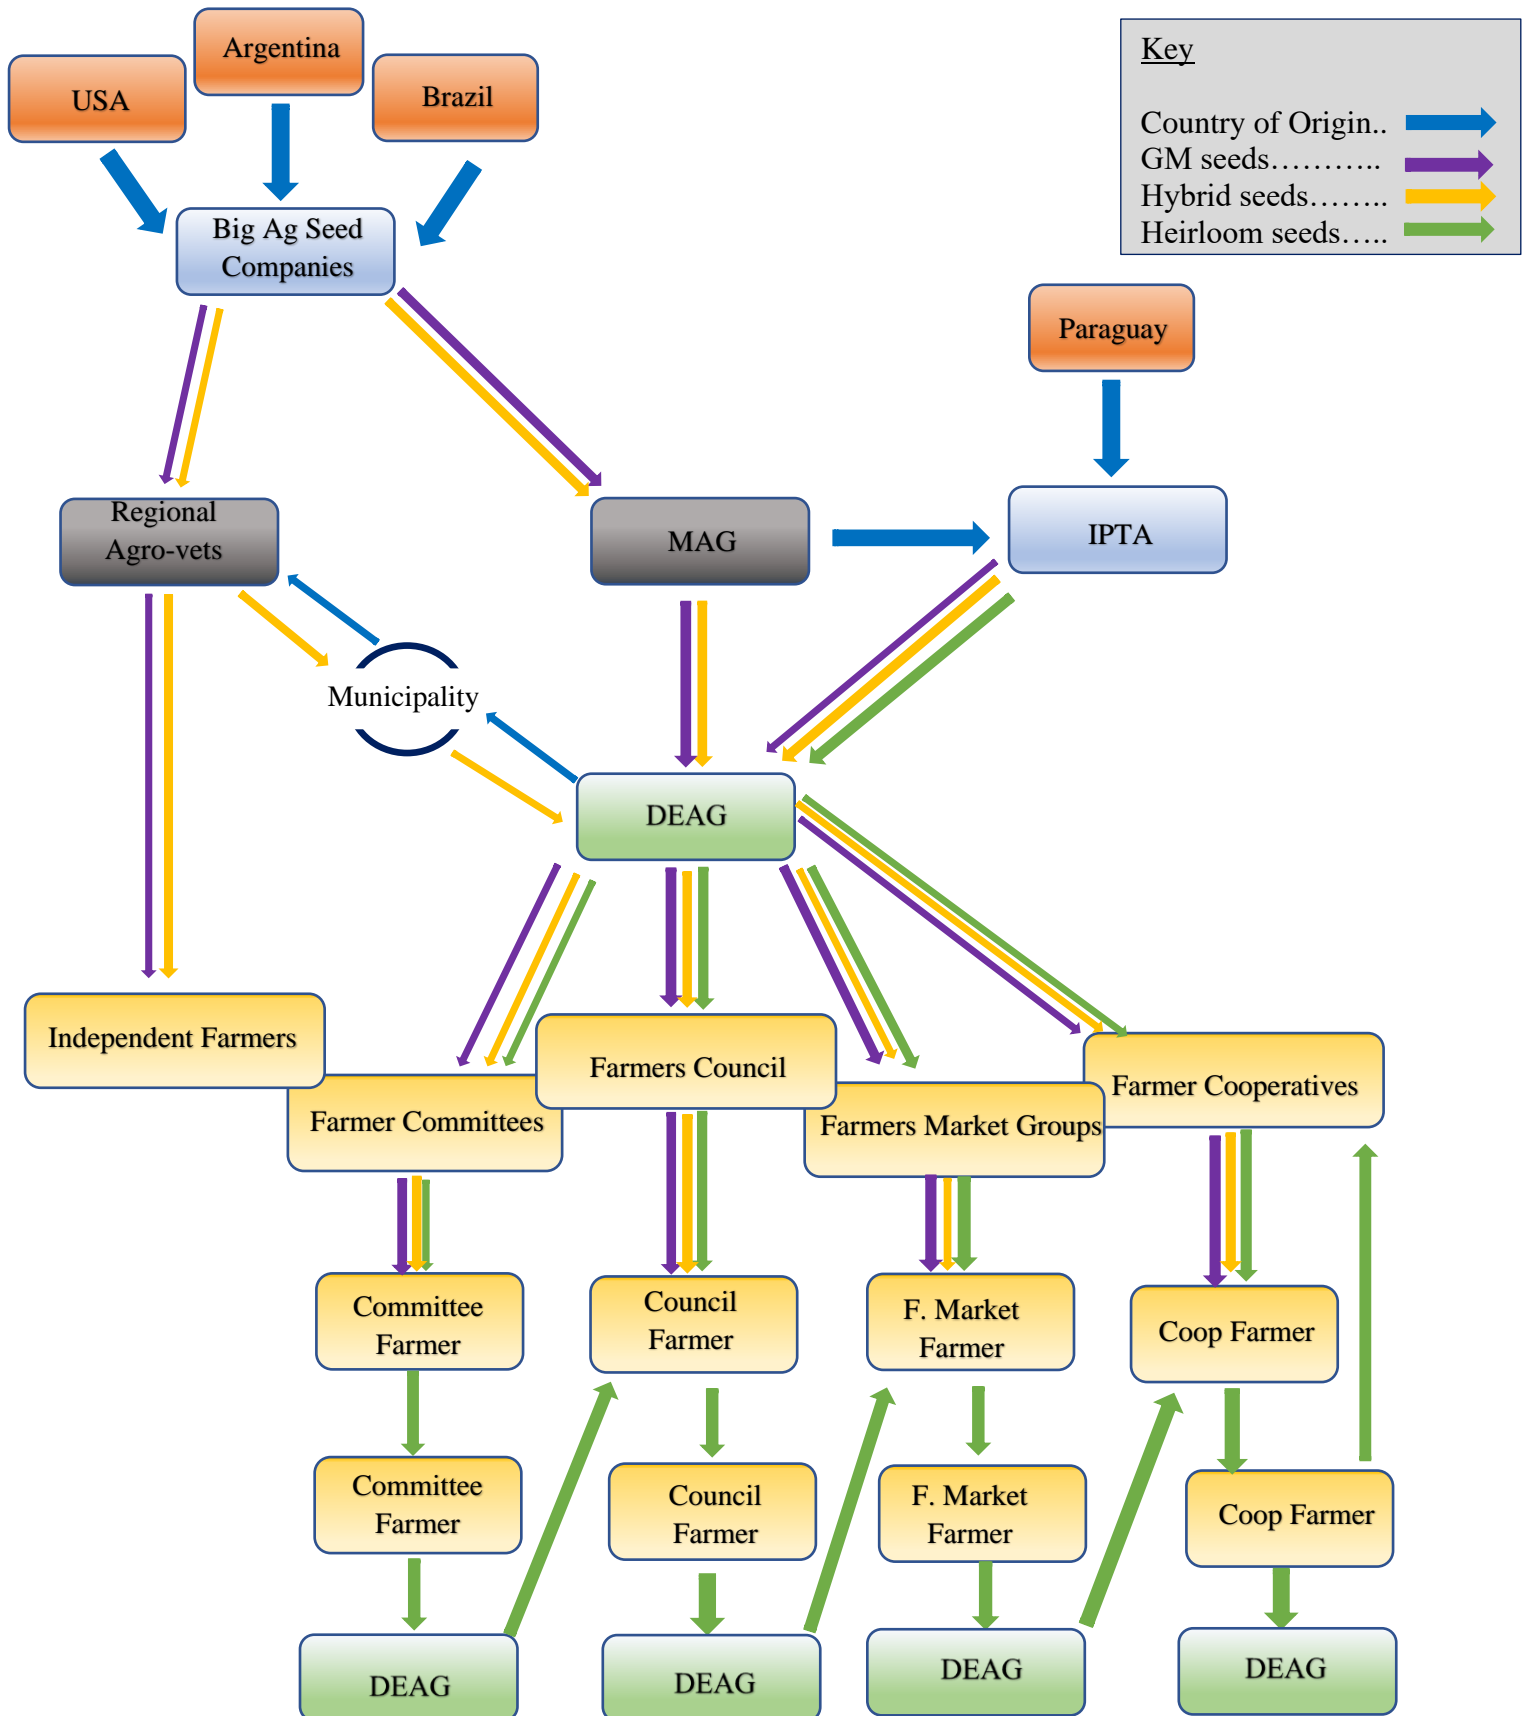 Argentina
USA
Brazil
Key
Country of Origin..
GM seeds………..
Hybrid seeds……..
Heirloom seeds…..
Big Ag Seed
Companies
Paraguay
Regional
Agro-vets
MAG
IPTA
Municipality
DEAG
Independent Farmers
Farmer Committees
Farmers Council
Farmers Market Groups
Farmer Cooperatives
Committee
Farmer
Council
Farmer
F. Market
Farmer
Coop Farmer
Committee
Farmer
Council
Farmer
F. Market
Farmer
Coop Farmer
DEAG
DEAG
DEAG
DEAG